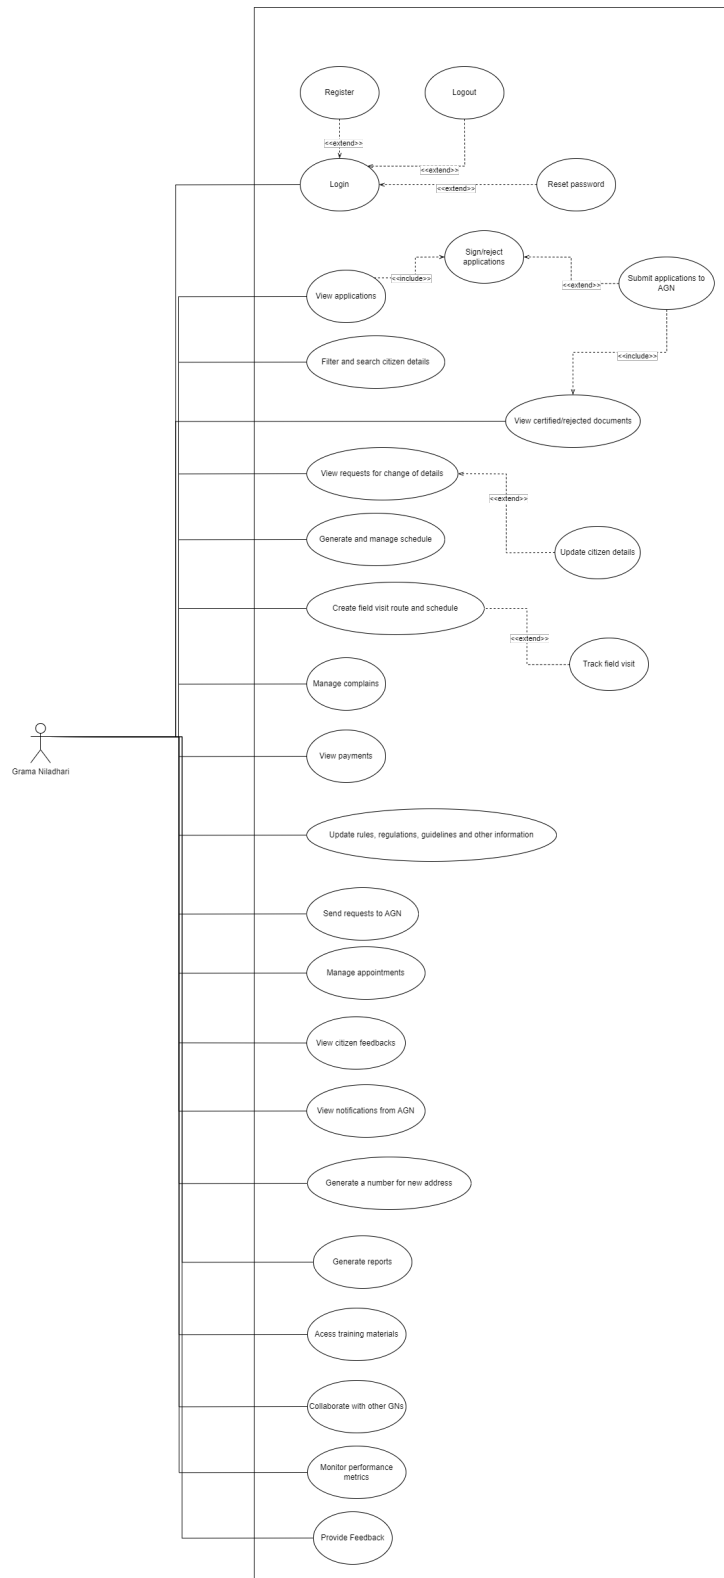 Register
Logout
<<extend>>
<<extend>>
Login
<<extend>>
Reset password
Sign/reject
applications
<<include>>
<<extend>>
Submit applications to
AGN
View applications
<<include>>
Filter and search citizen details
View certified/rejected documents
View requests for change of details
<<extend>>
Generate and manage schedule
Update citizen details
Create field visit route and schedule
<<extend>>
Track field visit
Manage complains
Grama Niladhari
View payments
Update rules, regulations, guidelines and other information
Send requests to AGN
Manage appointments
View citizen feedbacks
View notifications from AGN
Generate a number for new address
Generate reports
Acess training materials
Collaborate with other GNs
Monitor performance
metrics
Provide Feedback